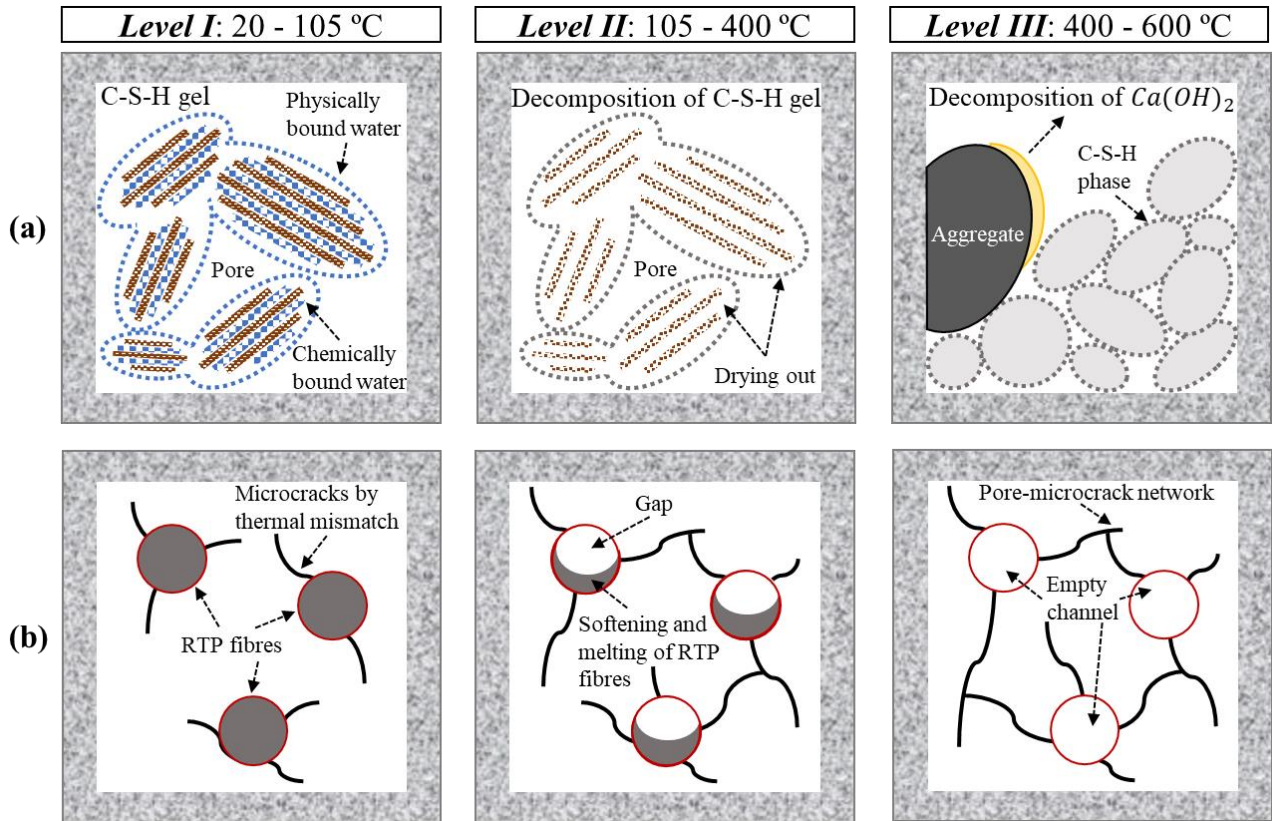 Level I: 20 - 105 ºC
Level II: 105 - 400 ºC
Level III: 400 - 600 ºC
(a)
C-S-H gel
Physically
bound water
Pore
Chemically
bound water
Decomposition of C-S-H gel
Pore
Drying out
Decomposition of Ca(OH)₂
C-S-H
phase
Aggregate
(b)
Microcracks by
thermal mismatch
RTP fibres
Gap
Softening and
melting of RTP
fibres
Pore-microcrack network
Empty
channel